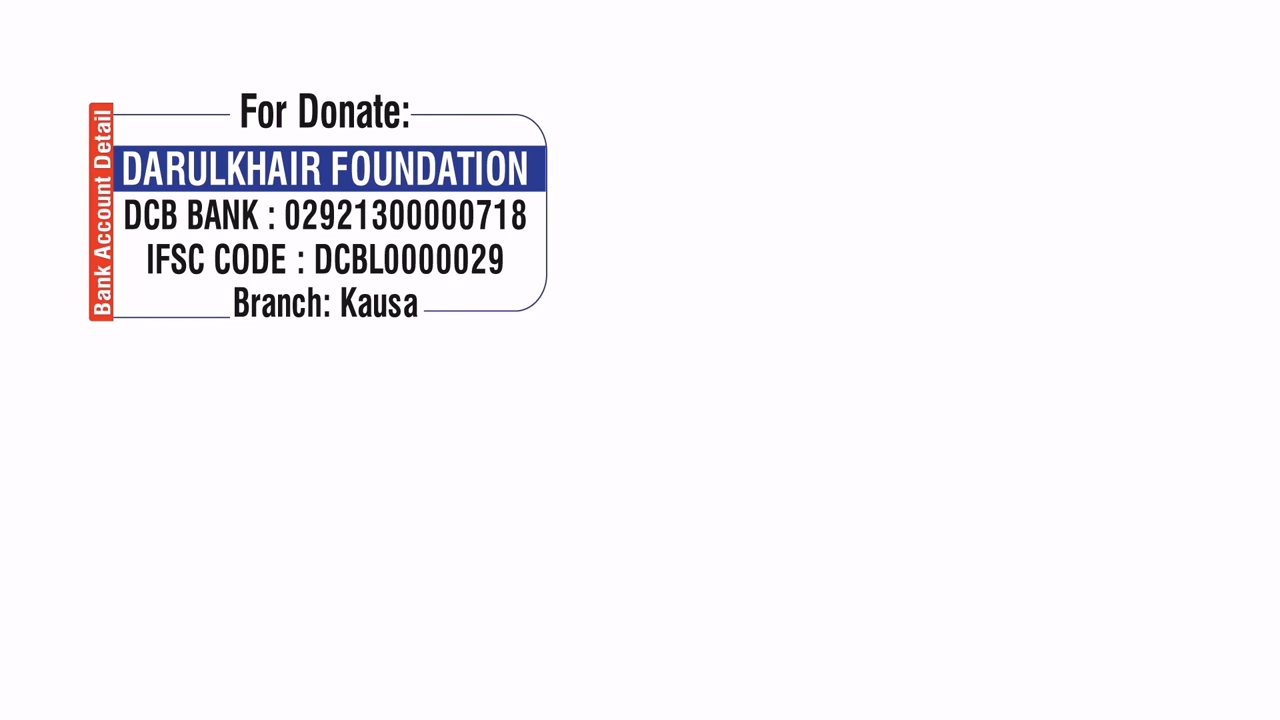 For Donate:
Bank Account Detail
DARULKHAIR FOUNDATION
DCB BANK : 02921300000718
IFSC CODE : DCBL0000029
Branch: Kausa